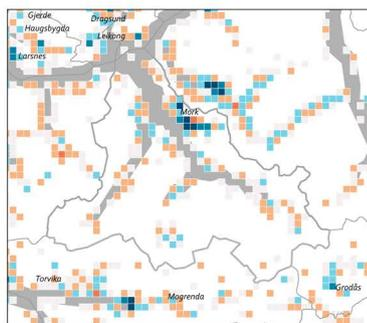 Gjerde
Dragsund
Haugsbygda
Leikong
Larsnes
Mork
Torvika
Mogrenda
Grodås